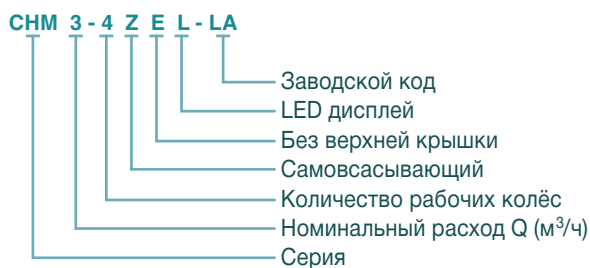 CHM 3 - 4 Z E L - LA
Заводской код
LED дисплей
Без верхней крышки
Самовсасывающий
Количество рабочих колёс
Номинальный расход Q (м³/ч)
Серия